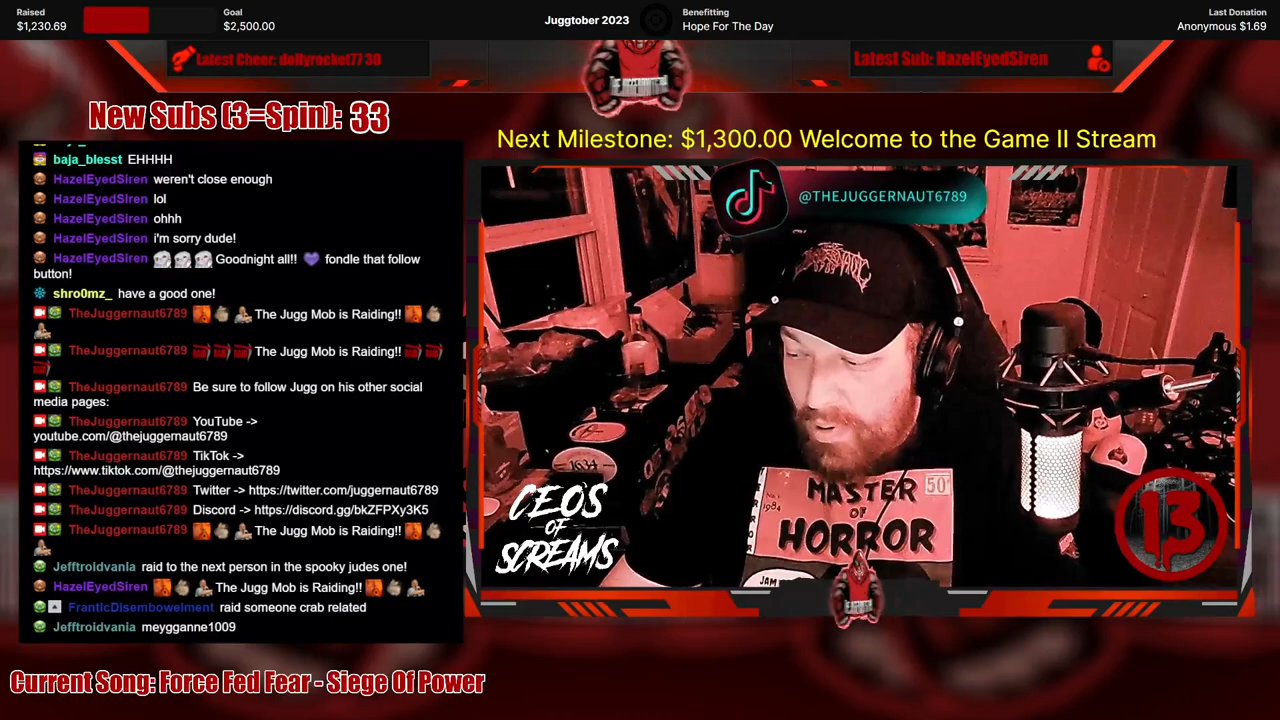 Raised
$1,230.69
Goal
$2,500.00
Juggtober 2023
Benefitting
Hope For The Day
Last Donation
Anonymous $1.69
Latest Cheer: dollyrocket77 30
Latest Sub: HazelEyedSiren
New Subs (3=Spin): 33
Next Milestone: $1,300.00 Welcome to the Game II Stream
baja_blesst EHHHH
HazelEyedSiren weren't close enough
HazelEyedSiren lol
HazelEyedSiren ohhh
HazelEyedSiren i'm sorry dude!
HazelEyedSiren Goodnight all!! 💜 fondle that follow
button!
shro0mz_ have a good one!
TheJuggernaut6789 The Jugg Mob is Raiding!!
TheJuggernaut6789 The Jugg Mob is Raiding!!
TheJuggernaut6789 Be sure to follow Jugg on his other social
media pages:
TheJuggernaut6789 YouTube ->
youtube.com/@thejuggernaut6789
TheJuggernaut6789 TikTok ->
https://www.tiktok.com/@thejuggernaut6789
TheJuggernaut6789 Twitter -> https://twitter.com/juggernaut6789
TheJuggernaut6789 Discord -> https://discord.gg/bkZFPXy3K5
TheJuggernaut6789 The Jugg Mob is Raiding!!
Jefftroidvania raid to the next person in the spooky judes one!
HazelEyedSiren The Jugg Mob is Raiding!!
FranticDisembowelment raid someone crab related
Jefftroidvania meygganne1009
@THEJUGGERNAUT6789
1634
No. 1
1984
MASTER
OF
HORROR
50¢
JAM
CEO'S
OF
SCREAMS
13
Current Song: Force Fed Fear - Siege Of Power